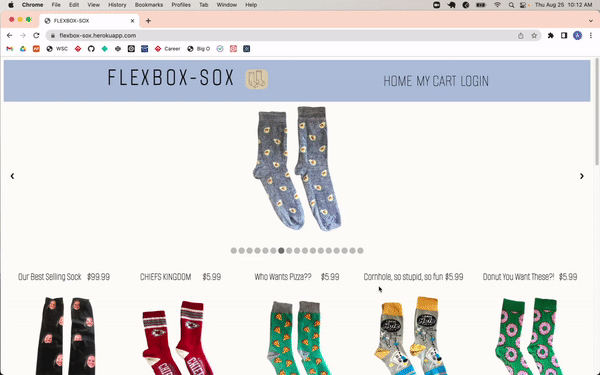 Chrome File Edit View History Bookmarks Profiles Tab Window Help Thu Aug 25 10:12 AM
FLEXBOX-SOX
flexbox-sox.herokuapp.com
WSC Career Big O
FLEXBOX-SOX HOME MY CART LOGIN
Our Best Selling Sock $99.99 CHIEFS KINGDOM $5.99 Who Wants Pizza?? $5.99 Cornhole, so stupid, so fun $5.99 Donut You Want These?! $5.99
CHIEFS